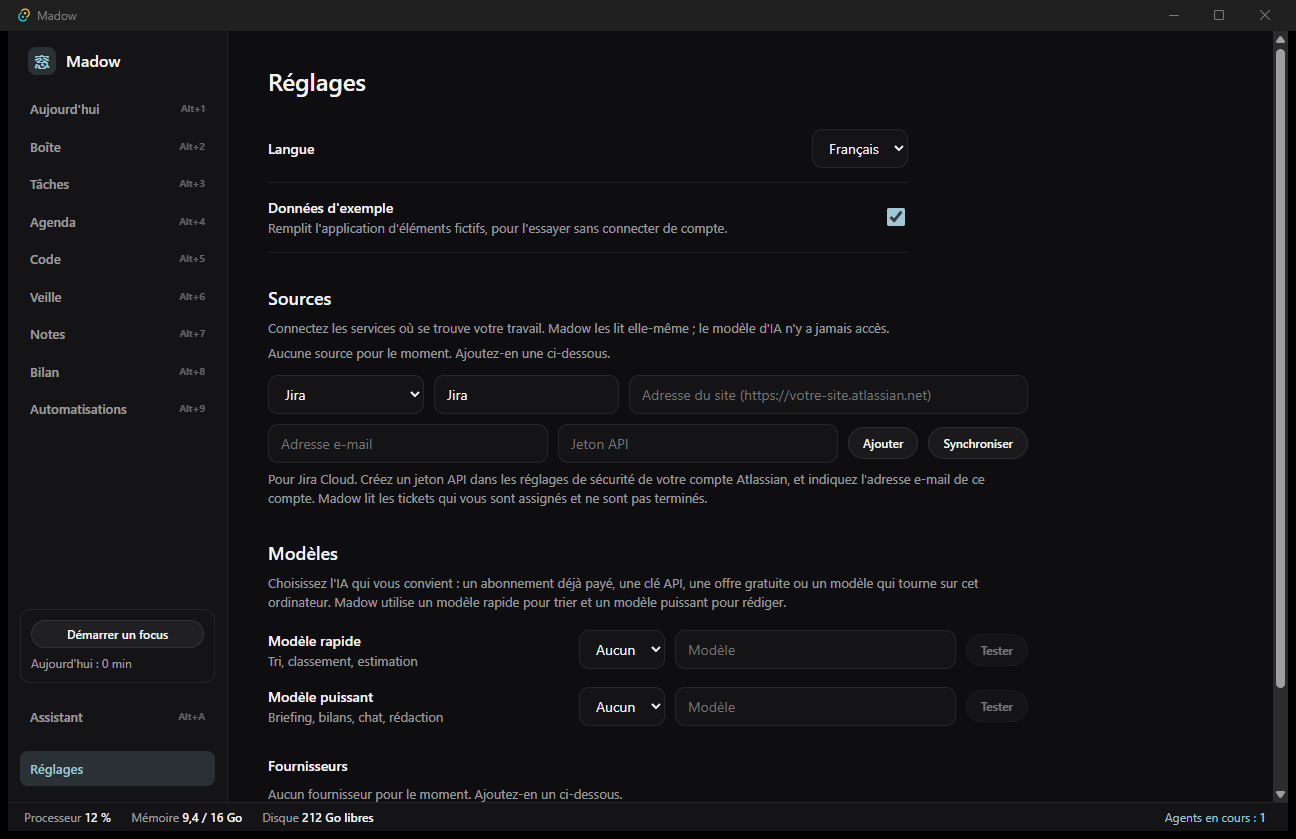 Madow
窓 Madow
Aujourd'hui Alt+1
Boîte Alt+2
Tâches Alt+3
Agenda Alt+4
Code Alt+5
Veille Alt+6
Notes Alt+7
Bilan Alt+8
Automatisations Alt+9
Démarrer un focus
Aujourd'hui : 0 min
Assistant Alt+A
Réglages
Réglages
Langue Français
Données d'exemple
Remplit l'application d'éléments fictifs, pour l'essayer sans connecter de compte.
Sources
Connectez les services où se trouve votre travail. Madow les lit elle-même ; le modèle d'IA n'y a jamais accès.
Aucune source pour le moment. Ajoutez-en une ci-dessous.
Jira Jira Adresse du site (https://votre-site.atlassian.net)
Adresse e-mail Jeton API Ajouter Synchroniser
Pour Jira Cloud. Créez un jeton API dans les réglages de sécurité de votre compte Atlassian, et indiquez l'adresse e-mail de ce
compte. Madow lit les tickets qui vous sont assignés et ne sont pas terminés.
Modèles
Choisissez l'IA qui vous convient : un abonnement déjà payé, une clé API, une offre gratuite ou un modèle qui tourne sur cet
ordinateur. Madow utilise un modèle rapide pour trier et un modèle puissant pour rédiger.
Modèle rapide
Tri, classement, estimation
Aucun Modèle Tester
Modèle puissant
Briefing, bilans, chat, rédaction
Aucun Modèle Tester
Fournisseurs
Aucun fournisseur pour le moment. Ajoutez-en un ci-dessous.
Processeur 12 % Mémoire 9,4 / 16 Go Disque 212 Go libres Agents en cours : 1